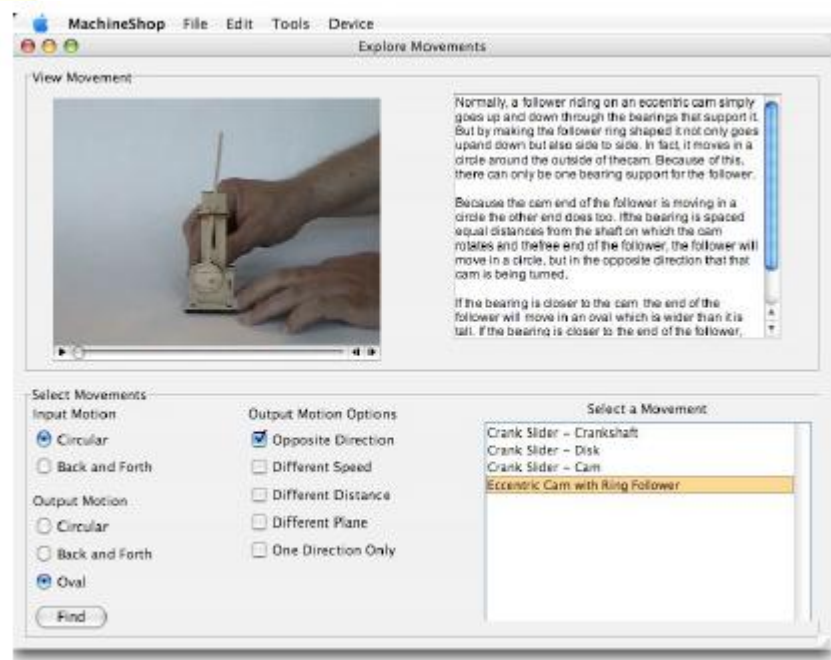 MachineShop File Edit Tools Device
Explore Movements
View Movement
Normally, a follower riding on an eccentric cam simply
goes up and down through the bearings that support it.
But by making the follower ring shaped it not only goes
upand down but also side to side. In fact, it moves in a
circle around the outside of thecam. Because of this,
there can only be one bearing support for the follower.
Because the cam end of the follower is moving in a
circle the other end does too. Ifthe bearing is spaced
equal distances from the shaft on which the cam
rotates and thefree end of the follower, the follower will
move in a circle, but in the opposite direction that that
cam is being turned.
If the bearing is closer to the cam the end of the
follower will move in an oval which is wider than it is
tall. If the bearing is closer to the end of the follower,
Select Movements
Input Motion
Circular
Back and Forth
Output Motion
Circular
Back and Forth
Oval
Find
Output Motion Options
Opposite Direction
Different Speed
Different Distance
Different Plane
One Direction Only
Select a Movement
Crank Slider – Crankshaft
Crank Slider – Disk
Crank Slider – Cam
Eccentric Cam with Ring Follower